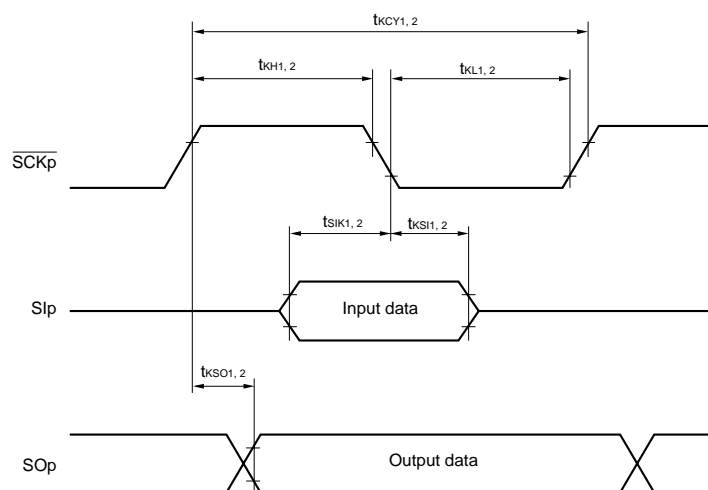 tKCY1, 2
tKH1, 2
tKL1, 2
SCKp
tSIK1, 2
tKSI1, 2
SIp
Input data
tKSO1, 2
SOp
Output data